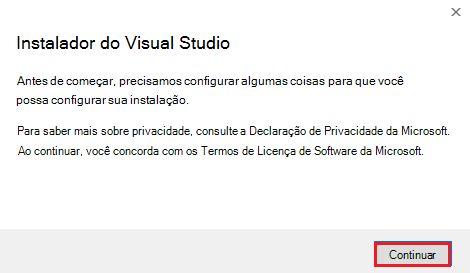 Instalador do Visual Studio
Antes de começar, precisamos configurar algumas coisas para que você
possa configurar sua instalação.
Para saber mais sobre privacidade, consulte a Declaração de Privacidade da Microsoft.
Ao continuar, você concorda com os Termos de Licença de Software da Microsoft.
Continuar